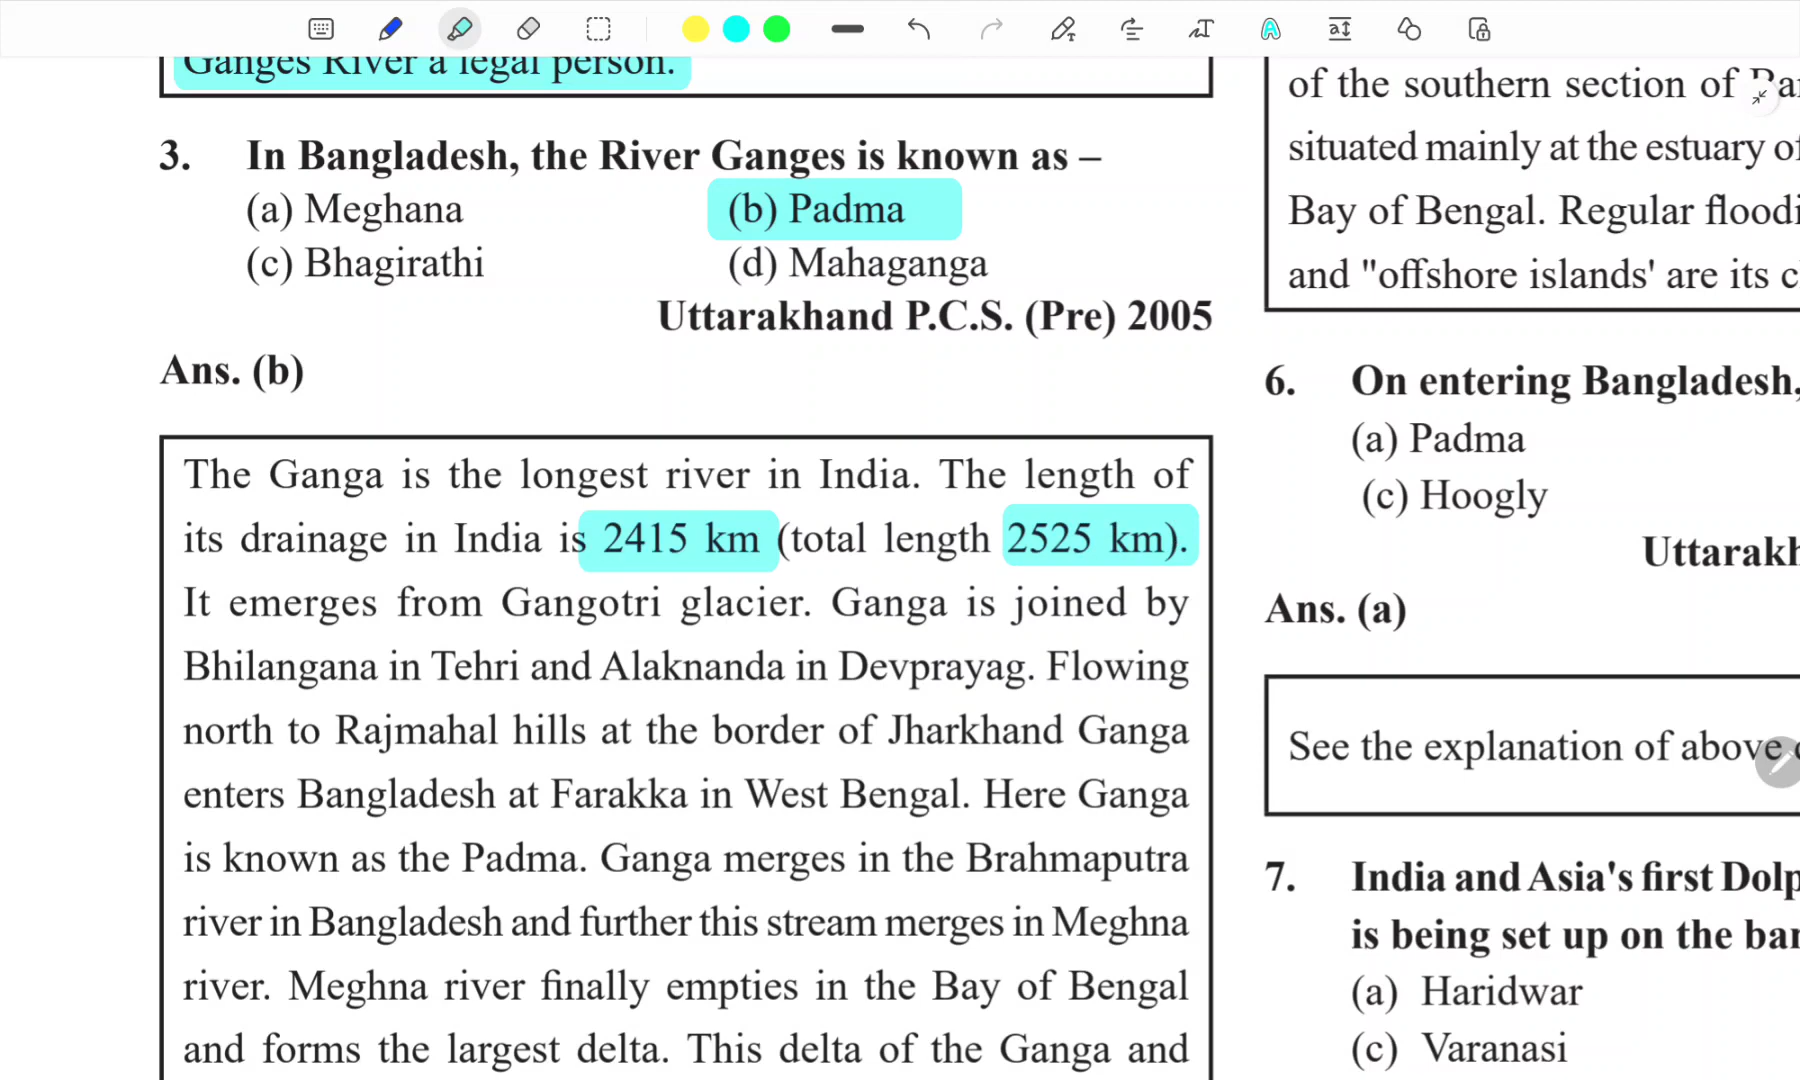 Ganges River a legal person.
3. In Bangladesh, the River Ganges is known as –
(a) Meghana (b) Padma
(c) Bhagirathi (d) Mahaganga
Uttarakhand P.C.S. (Pre) 2005
Ans. (b)
The Ganga is the longest river in India. The length of
its drainage in India is 2415 km (total length 2525 km).
It emerges from Gangotri glacier. Ganga is joined by
Bhilangana in Tehri and Alaknanda in Devprayag. Flowing
north to Rajmahal hills at the border of Jharkhand Ganga
enters Bangladesh at Farakka in West Bengal. Here Ganga
is known as the Padma. Ganga merges in the Brahmaputra
river in Bangladesh and further this stream merges in Meghna
river. Meghna river finally empties in the Bay of Bengal
and forms the largest delta. This delta of the Ganga and
of the southern section of
situated mainly at the estuary of
Bay of Bengal. Regular
and "offshore islands' are its
6. On entering Bangladesh,
(a) Padma
(c) Hoogly
Ans. (a)
See the explanation of above
7. India and Asia's first
is being set up on the
(a) Haridwar
(c) Varanasi